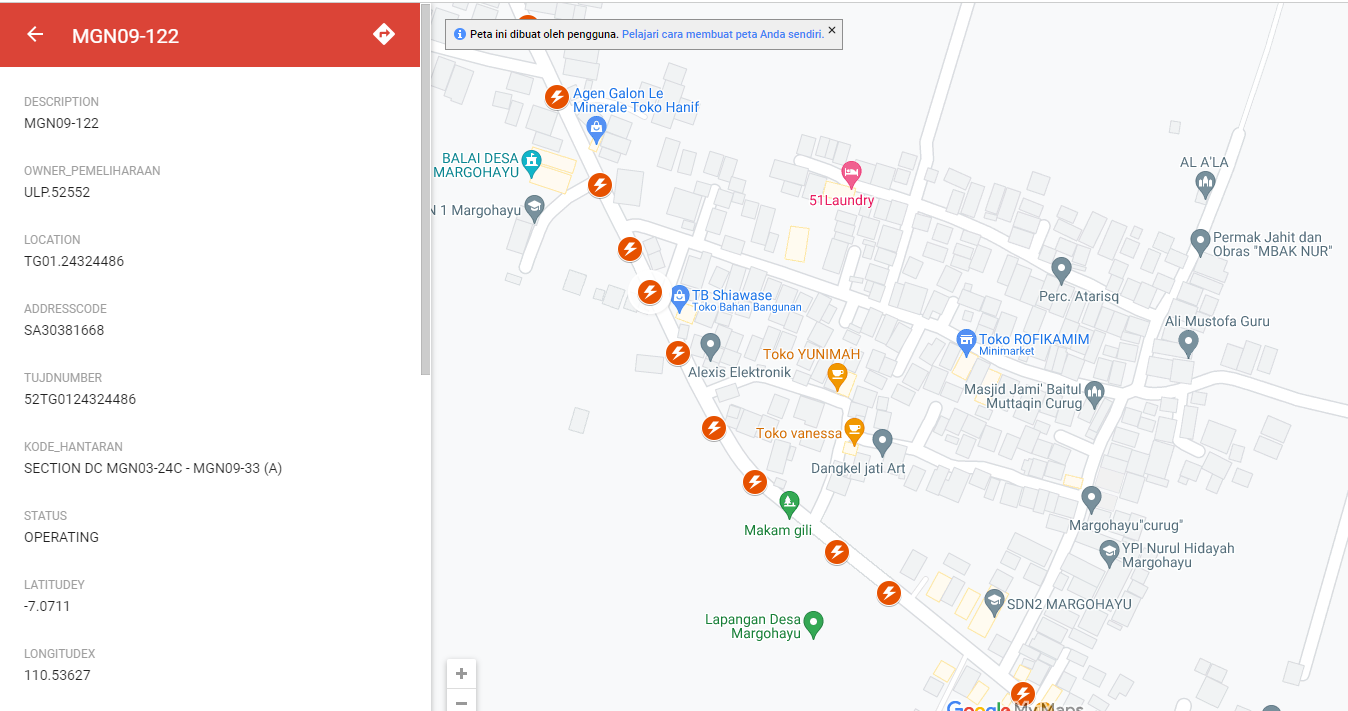 MGN09-122
DESCRIPTION
MGN09-122
OWNER_PEMELIHARAAN
ULP.52552
LOCATION
TG01.24324486
ADDRESSCODE
SA30381668
TUJDNUMBER
52TG0124324486
KODE_HANTARAN
SECTION DC MGN03-24C - MGN09-33 (A)
STATUS
OPERATING
LATITUDEY
-7.0711
LONGITUDEX
110.53627
Peta ini dibuat oleh pengguna. Pelajari cara membuat peta Anda sendiri.
Agen Galon Le
Minerale Toko Hanif
BALAI DESA
MARGOHAYU
N 1 Margohayu
51Laundry
AL A'LA
Permak Jahit dan
Obras "MBAK NUR"
Perc. Atarisq
TB Shiawase
Toko Bahan Bangunan
Ali Mustofa Guru
Toko ROFIKAMIM
Minimarket
Toko YUNIMAH
Alexis Elektronik
Masjid Jami' Baitul
Muttaqin Curug
Toko vanessa
Dangkel jati Art
Makam gili
Margohayu"curug"
YPI Nurul Hidayah
Margohayu
SDN2 MARGOHAYU
Lapangan Desa
Margohayu
Google My Maps